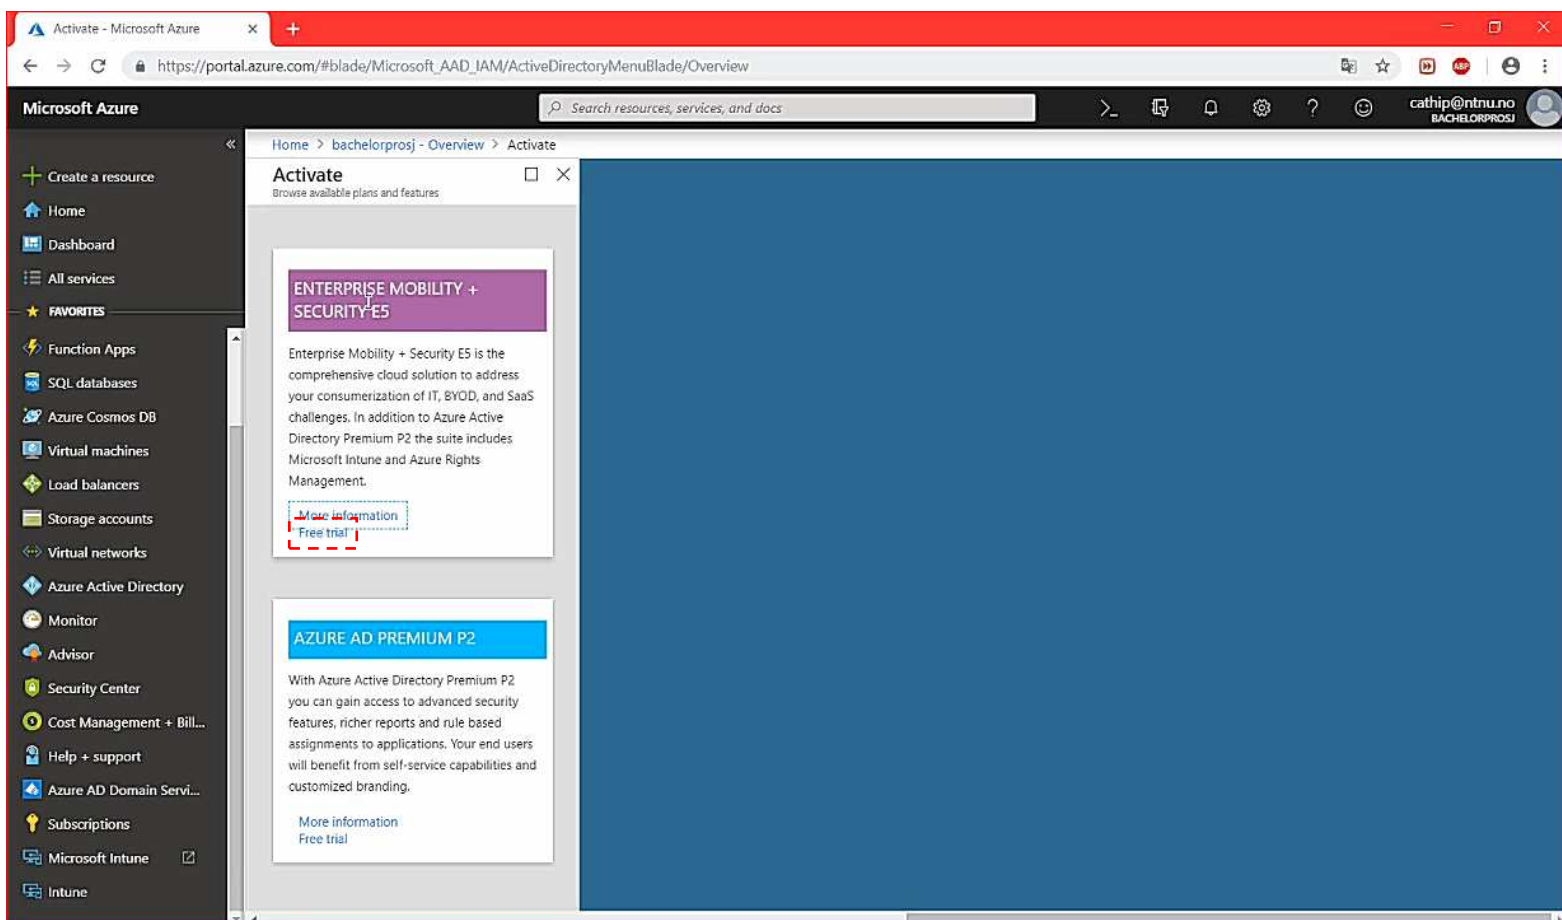 Activate - Microsoft Azure
https://portal.azure.com/#blade/Microsoft_AAD_IAM/ActiveDirectoryMenuBlade/Overview
ABP
Microsoft Azure
Search resources, services, and docs
cathip@ntnu.no
BACHELORPROSJ
Home > bachelorprosj - Overview > Activate
Create a resource
Home
Dashboard
All services
FAVORITES
Function Apps
SQL databases
Azure Cosmos DB
Virtual machines
Load balancers
Storage accounts
Virtual networks
Azure Active Directory
Monitor
Advisor
Security Center
Cost Management + Bill...
Help + support
Azure AD Domain Servi...
Subscriptions
Microsoft Intune
Intune
Activate
Browse available plans and features
ENTERPRISE MOBILITY +
SECURITY E5
Enterprise Mobility + Security E5 is the
comprehensive cloud solution to address
your consumerization of IT, BYOD, and SaaS
challenges. In addition to Azure Active
Directory Premium P2 the suite includes
Microsoft Intune and Azure Rights
Management.
More information
Free trial
AZURE AD PREMIUM P2
With Azure Active Directory Premium P2
you can gain access to advanced security
features, richer reports and rule based
assignments to applications. Your end users
will benefit from self-service capabilities and
customized branding.
More information
Free trial